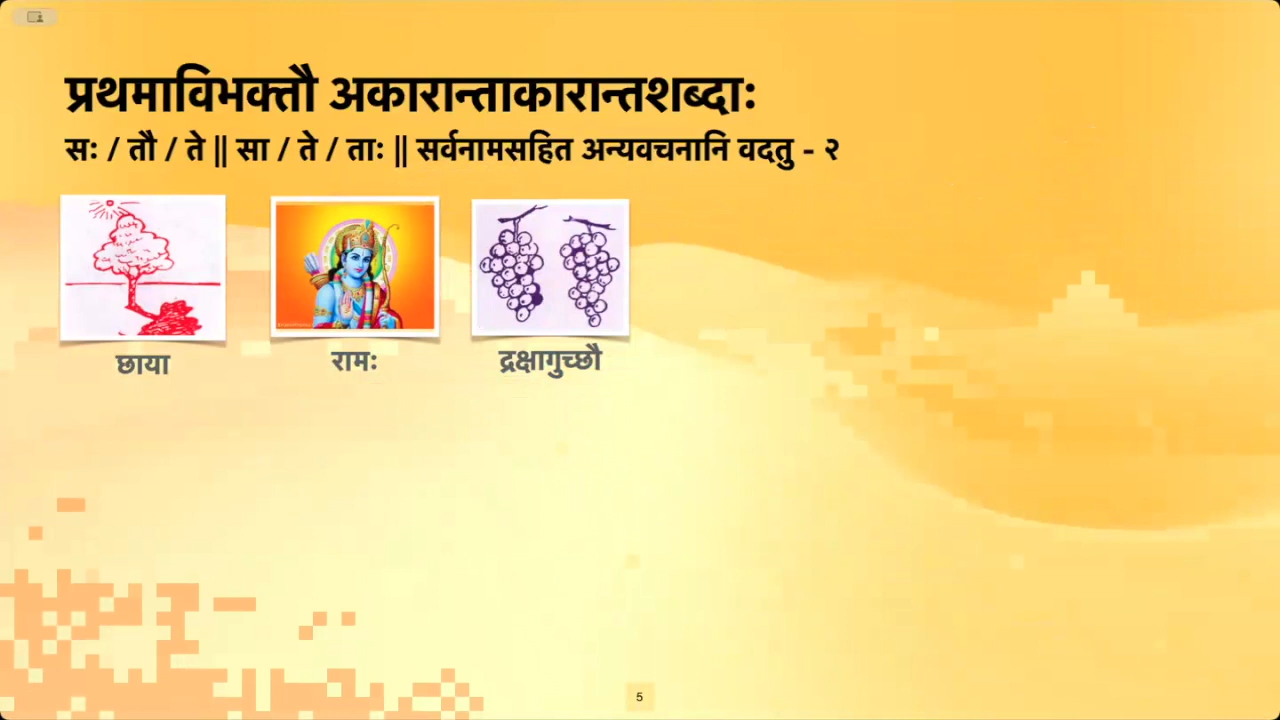 प्रथमाविभक्तौ अकारान्ताकारान्तशब्दाः
सः / तौ / ते || सा / ते / ताः || सर्वनामसहित अन्यवचनानि वदतु - २
छाया
रामः
द्रक्षागुच्छौ
5